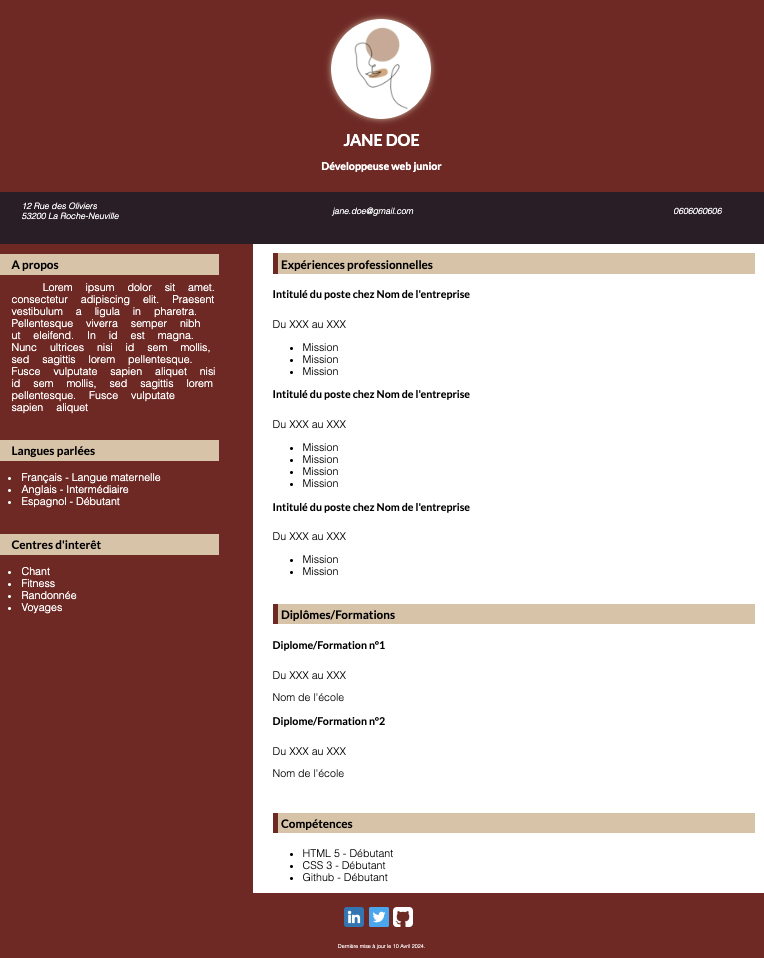 JANE DOE
Développeuse web junior
12 Rue des Oliviers
53200 La Roche-Neuville
jane.doe@gmail.com
0606060606
A propos
Lorem ipsum dolor sit amet.
consectetur adipiscing elit. Praesent
vestibulum a ligula in pharetra.
Pellentesque viverra semper nibh
ut eleifend. In id est magna.
Nunc ultrices nisi id sem mollis,
sed sagittis lorem pellentesque.
Fusce vulputate sapien aliquet nisi
id sem mollis, sed sagittis lorem
pellentesque. Fusce vulputate
sapien aliquet
Langues parlées
• Français - Langue maternelle
• Anglais - Intermédiaire
• Espagnol - Débutant
Centres d'interêt
• Chant
• Fitness
• Randonnée
• Voyages
Expériences professionnelles
Intitulé du poste chez Nom de l'entreprise
Du XXX au XXX
• Mission
• Mission
• Mission
Intitulé du poste chez Nom de l'entreprise
Du XXX au XXX
• Mission
• Mission
• Mission
• Mission
Intitulé du poste chez Nom de l'entreprise
Du XXX au XXX
• Mission
• Mission
Diplômes/Formations
Diplome/Formation n°1
Du XXX au XXX
Nom de l'école
Diplome/Formation n°2
Du XXX au XXX
Nom de l'école
Compétences
• HTML 5 - Débutant
• CSS 3 - Débutant
• Github - Débutant
in
Dernière mise à jour le 10 Avril 2024.